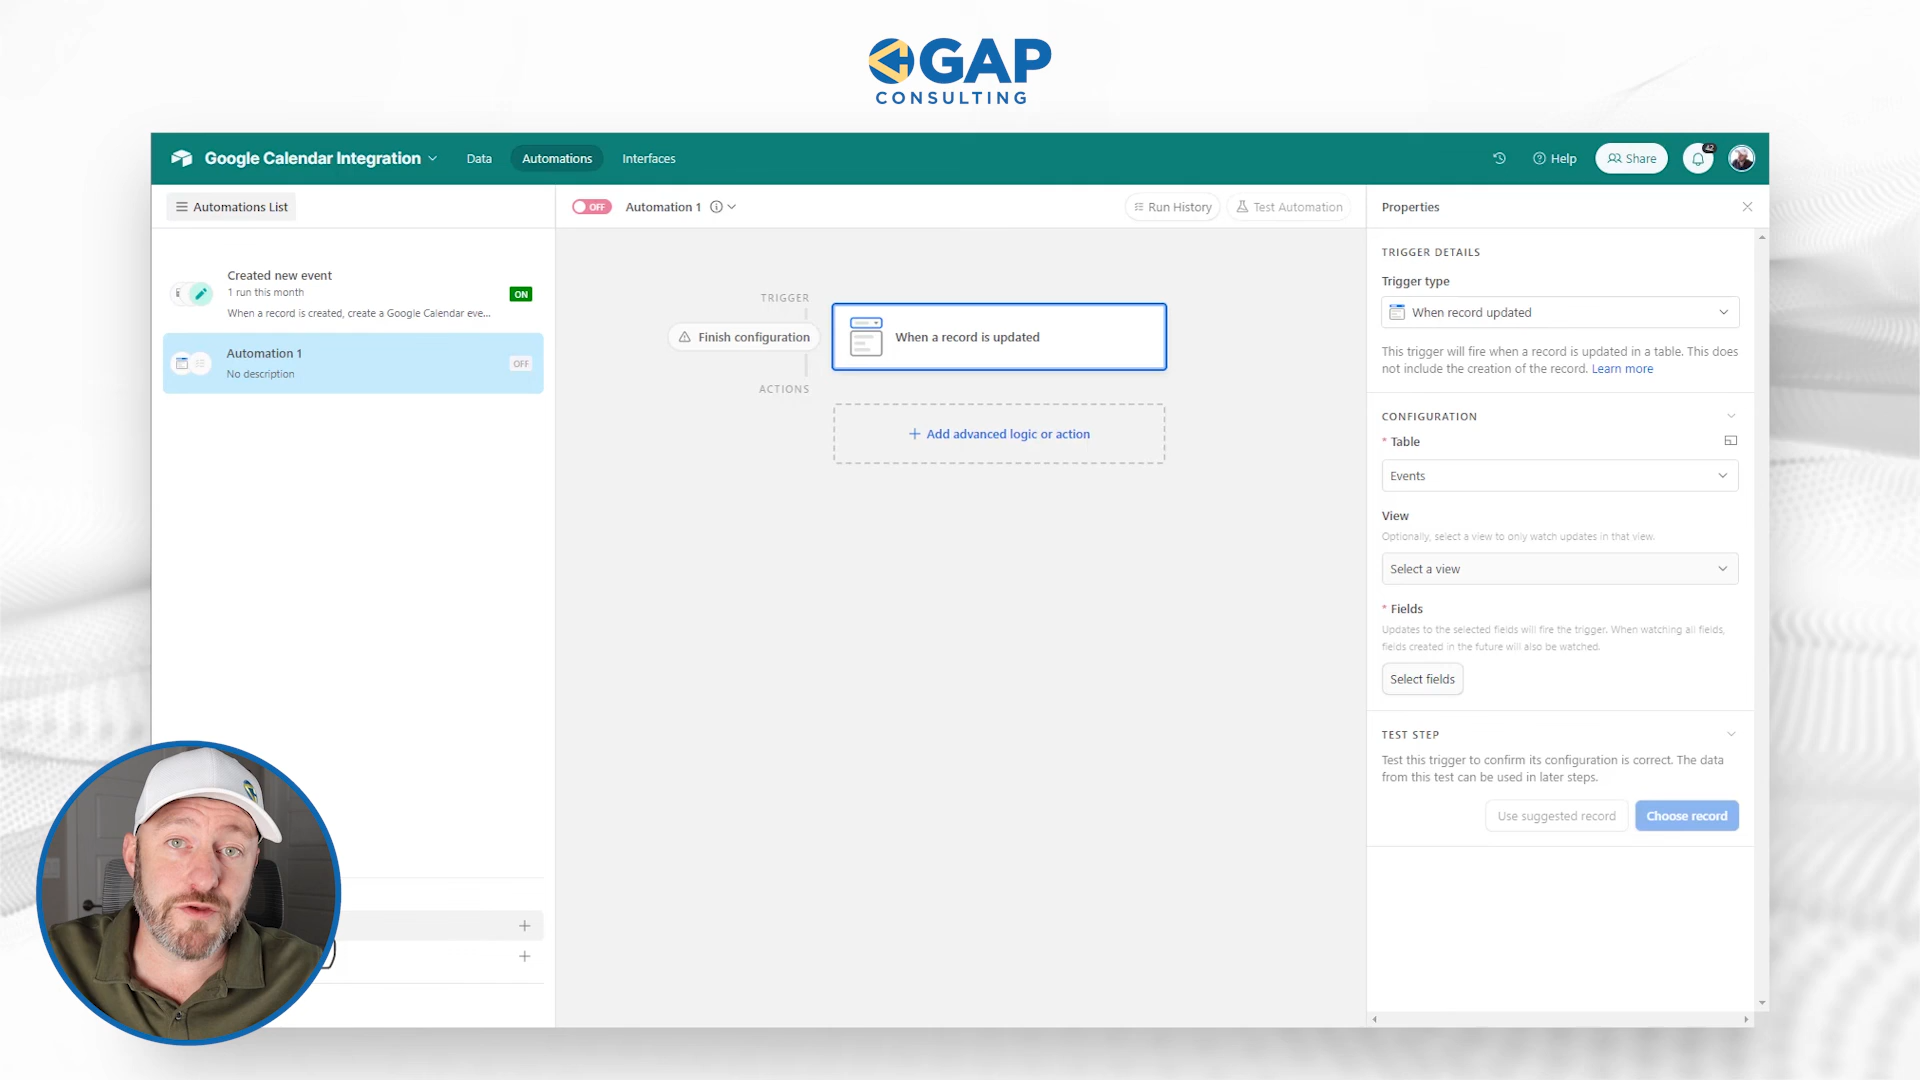 GAP
CONSULTING
Google Calendar Integration
Data
Automations
Interfaces
Help
Share
42
Automations List
OFF
Automation 1
Run History
Test Automation
Properties
Created new event
1 run this month
When a record is created, create a Google Calendar eve...
ON
Automation 1
No description
OFF
TRIGGER
Finish configuration
When a record is updated
ACTIONS
Add advanced logic or action
TRIGGER DETAILS
Trigger type
When record updated
This trigger will fire when a record is updated in a table. This does
not include the creation of the record. Learn more
CONFIGURATION
* Table
Events
View
Optionally, select a view to only watch updates in that view.
Select a view
* Fields
Updates to the selected fields will fire the trigger. When watching all fields,
fields created in the future will also be watched.
Select fields
TEST STEP
Test this trigger to confirm its configuration is correct. The data
from this test can be used in later steps.
Use suggested record
Choose record